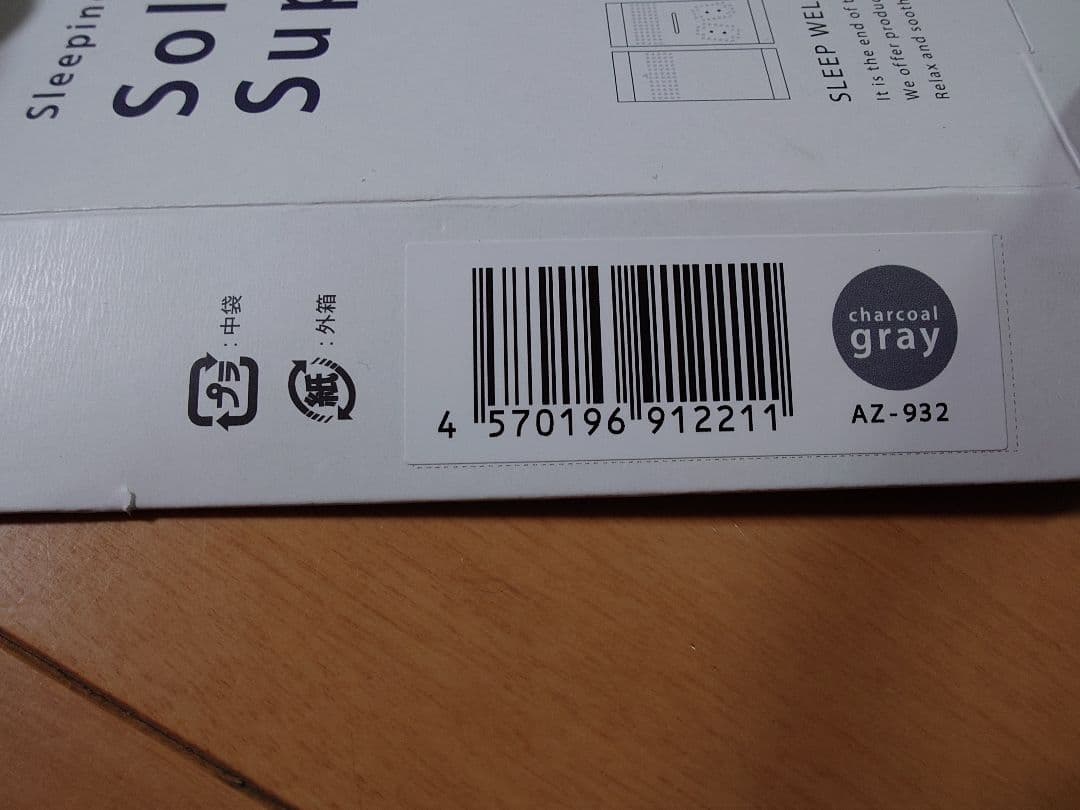 Sleepin
Sol
Sup
SLEEP WEL
It is the end of t
We offer produ
Relax and sooth
プラ：中袋
紙：外箱
4 570196 912211
charcoal
gray
AZ-932